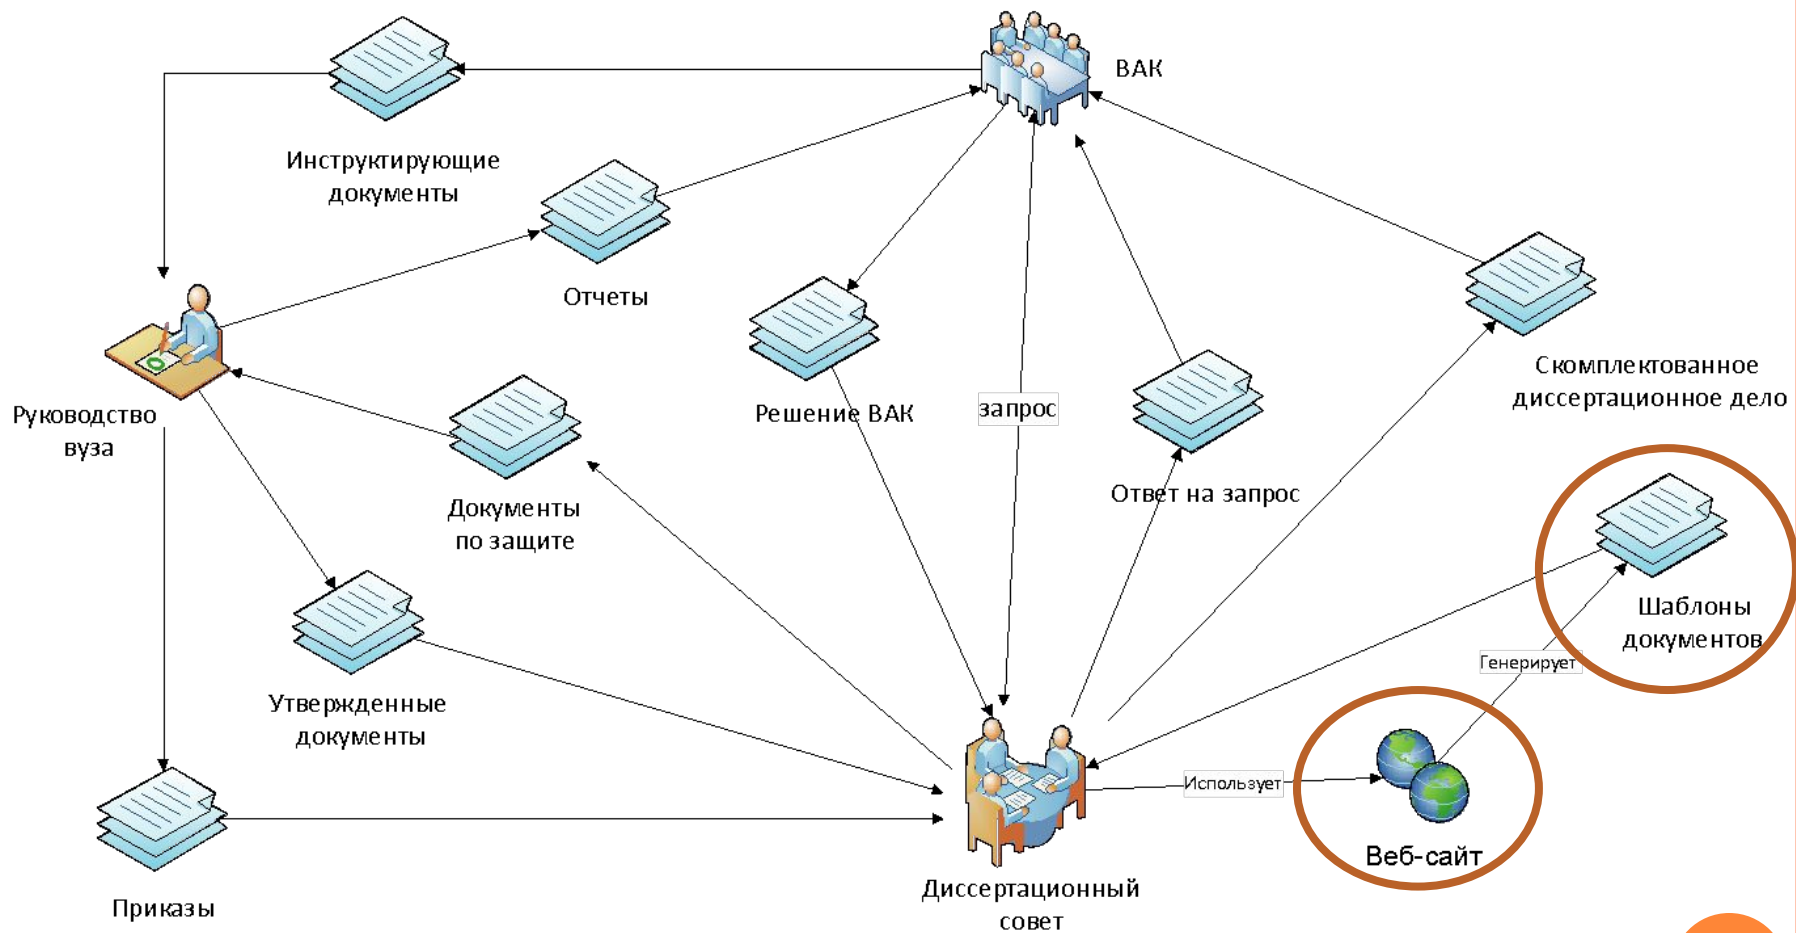 ВАК
Инструктирующие
документы
Отчеты
Скомплектованное
диссертационное дело
Руководство
вуза
Решение ВАК
запрос
Ответ на запрос
Документы
по защите
Шаблоны
документов
Генерирует
Утвержденные
документы
Использует
Веб-сайт
Диссертационный
совет
Приказы